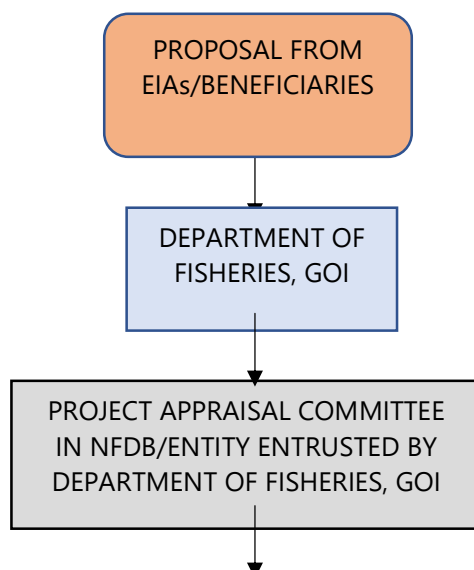 PROPOSAL FROM
EIAs/BENEFICIARIES
DEPARTMENT OF
FISHERIES, GOI
PROJECT APPRAISAL COMMITTEE
IN NFDB/ENTITY ENTRUSTED BY
DEPARTMENT OF FISHERIES, GOI